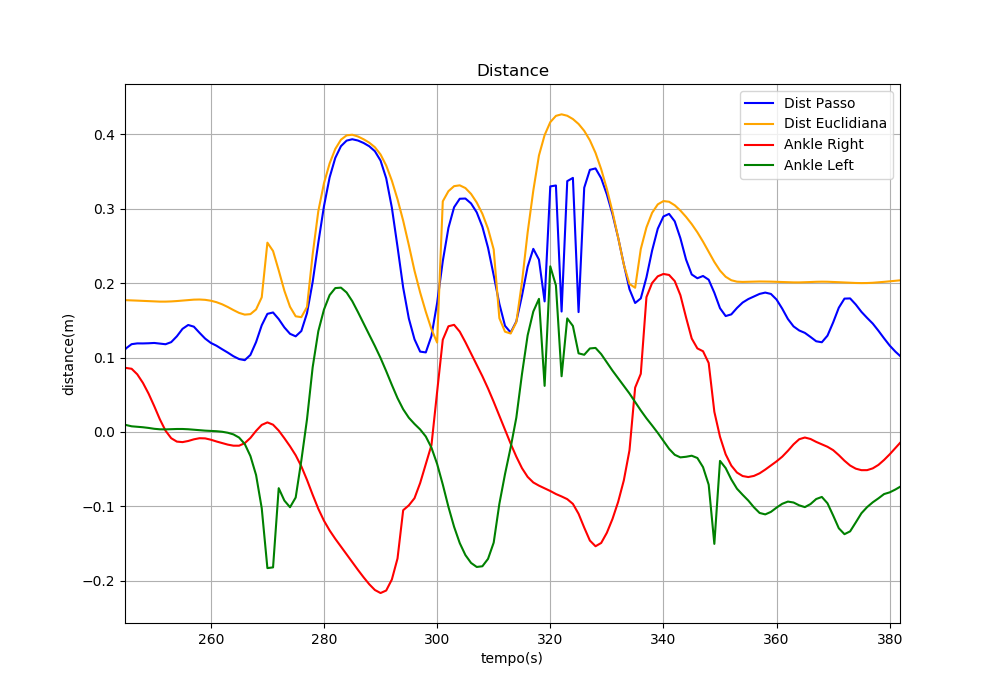 Distance
Dist Passo
Dist Euclidiana
Ankle Right
Ankle Left
distance(m)
0.4
0.3
0.2
0.1
0.0
−0.1
−0.2
260 280 300 320 340 360 380
tempo(s)